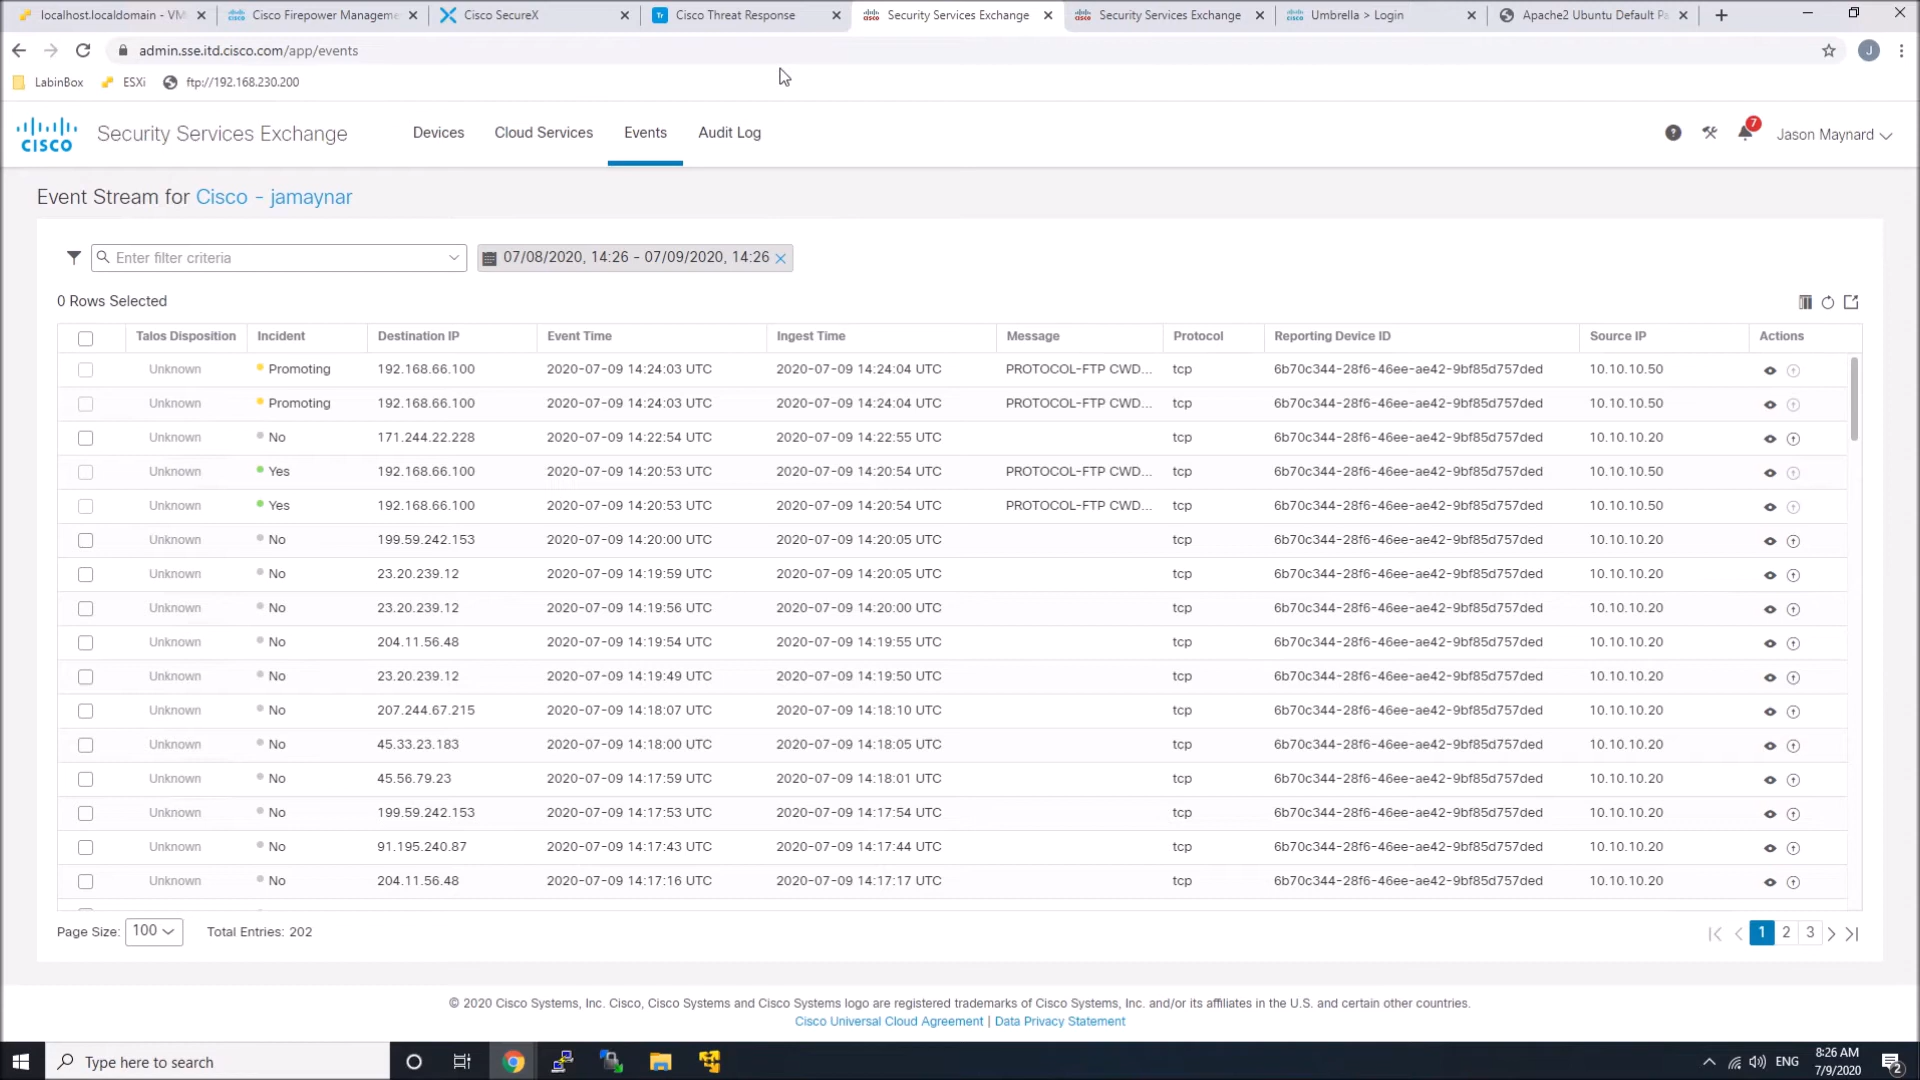 localhost.localdomain - VM
Cisco Firepower Manageme
Cisco SecureX
Tr Cisco Threat Response
Security Services Exchange
Security Services Exchange
Umbrella > Login
Apache2 Ubuntu Default Pa
admin.sse.itd.cisco.com/app/events
J
LabinBox
ESXi
ftp://192.168.230.200
CISCO
Security Services Exchange
Devices
Cloud Services
Events
Audit Log
7
Jason Maynard
Event Stream for Cisco - jamaynar
Enter filter criteria
07/08/2020, 14:26 - 07/09/2020, 14:26
0 Rows Selected
Talos Disposition Incident Destination IP Event Time Ingest Time Message Protocol Reporting Device ID Source IP Actions
Unknown Promoting 192.168.66.100 2020-07-09 14:24:03 UTC 2020-07-09 14:24:04 UTC PROTOCOL-FTP CWD... tcp 6b70c344-28f6-46ee-ae42-9bf85d757ded 10.10.10.50
Unknown Promoting 192.168.66.100 2020-07-09 14:24:03 UTC 2020-07-09 14:24:04 UTC PROTOCOL-FTP CWD... tcp 6b70c344-28f6-46ee-ae42-9bf85d757ded 10.10.10.50
Unknown No 171.244.22.228 2020-07-09 14:22:54 UTC 2020-07-09 14:22:55 UTC tcp 6b70c344-28f6-46ee-ae42-9bf85d757ded 10.10.10.20
Unknown Yes 192.168.66.100 2020-07-09 14:20:53 UTC 2020-07-09 14:20:54 UTC PROTOCOL-FTP CWD... tcp 6b70c344-28f6-46ee-ae42-9bf85d757ded 10.10.10.50
Unknown Yes 192.168.66.100 2020-07-09 14:20:53 UTC 2020-07-09 14:20:54 UTC PROTOCOL-FTP CWD... tcp 6b70c344-28f6-46ee-ae42-9bf85d757ded 10.10.10.50
Unknown No 199.59.242.153 2020-07-09 14:20:00 UTC 2020-07-09 14:20:05 UTC tcp 6b70c344-28f6-46ee-ae42-9bf85d757ded 10.10.10.20
Unknown No 23.20.239.12 2020-07-09 14:19:59 UTC 2020-07-09 14:20:05 UTC tcp 6b70c344-28f6-46ee-ae42-9bf85d757ded 10.10.10.20
Unknown No 23.20.239.12 2020-07-09 14:19:56 UTC 2020-07-09 14:20:00 UTC tcp 6b70c344-28f6-46ee-ae42-9bf85d757ded 10.10.10.20
Unknown No 204.11.56.48 2020-07-09 14:19:54 UTC 2020-07-09 14:19:55 UTC tcp 6b70c344-28f6-46ee-ae42-9bf85d757ded 10.10.10.20
Unknown No 23.20.239.12 2020-07-09 14:19:49 UTC 2020-07-09 14:19:50 UTC tcp 6b70c344-28f6-46ee-ae42-9bf85d757ded 10.10.10.20
Unknown No 207.244.67.215 2020-07-09 14:18:07 UTC 2020-07-09 14:18:10 UTC tcp 6b70c344-28f6-46ee-ae42-9bf85d757ded 10.10.10.20
Unknown No 45.33.23.183 2020-07-09 14:18:00 UTC 2020-07-09 14:18:05 UTC tcp 6b70c344-28f6-46ee-ae42-9bf85d757ded 10.10.10.20
Unknown No 45.56.79.23 2020-07-09 14:17:59 UTC 2020-07-09 14:18:01 UTC tcp 6b70c344-28f6-46ee-ae42-9bf85d757ded 10.10.10.20
Unknown No 199.59.242.153 2020-07-09 14:17:53 UTC 2020-07-09 14:17:54 UTC tcp 6b70c344-28f6-46ee-ae42-9bf85d757ded 10.10.10.20
Unknown No 91.195.240.87 2020-07-09 14:17:43 UTC 2020-07-09 14:17:44 UTC tcp 6b70c344-28f6-46ee-ae42-9bf85d757ded 10.10.10.20
Unknown No 204.11.56.48 2020-07-09 14:17:16 UTC 2020-07-09 14:17:17 UTC tcp 6b70c344-28f6-46ee-ae42-9bf85d757ded 10.10.10.20
Page Size: 100 Total Entries: 202
1 2 3
© 2020 Cisco Systems, Inc. Cisco, Cisco Systems and Cisco Systems logo are registered trademarks of Cisco Systems, Inc. and/or its affiliates in the U.S. and certain other countries.
Cisco Universal Cloud Agreement | Data Privacy Statement
Type here to search
ENG
8:26 AM
7/9/2020
2